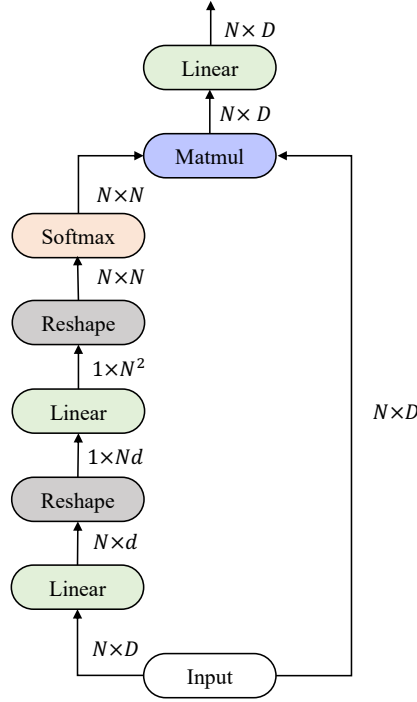 N × D
Linear
N × D
Matmul
N×N
Softmax
N×N
Reshape
1×N²
Linear
N×D
1×Nd
Reshape
N×d
Linear
N×D
Input